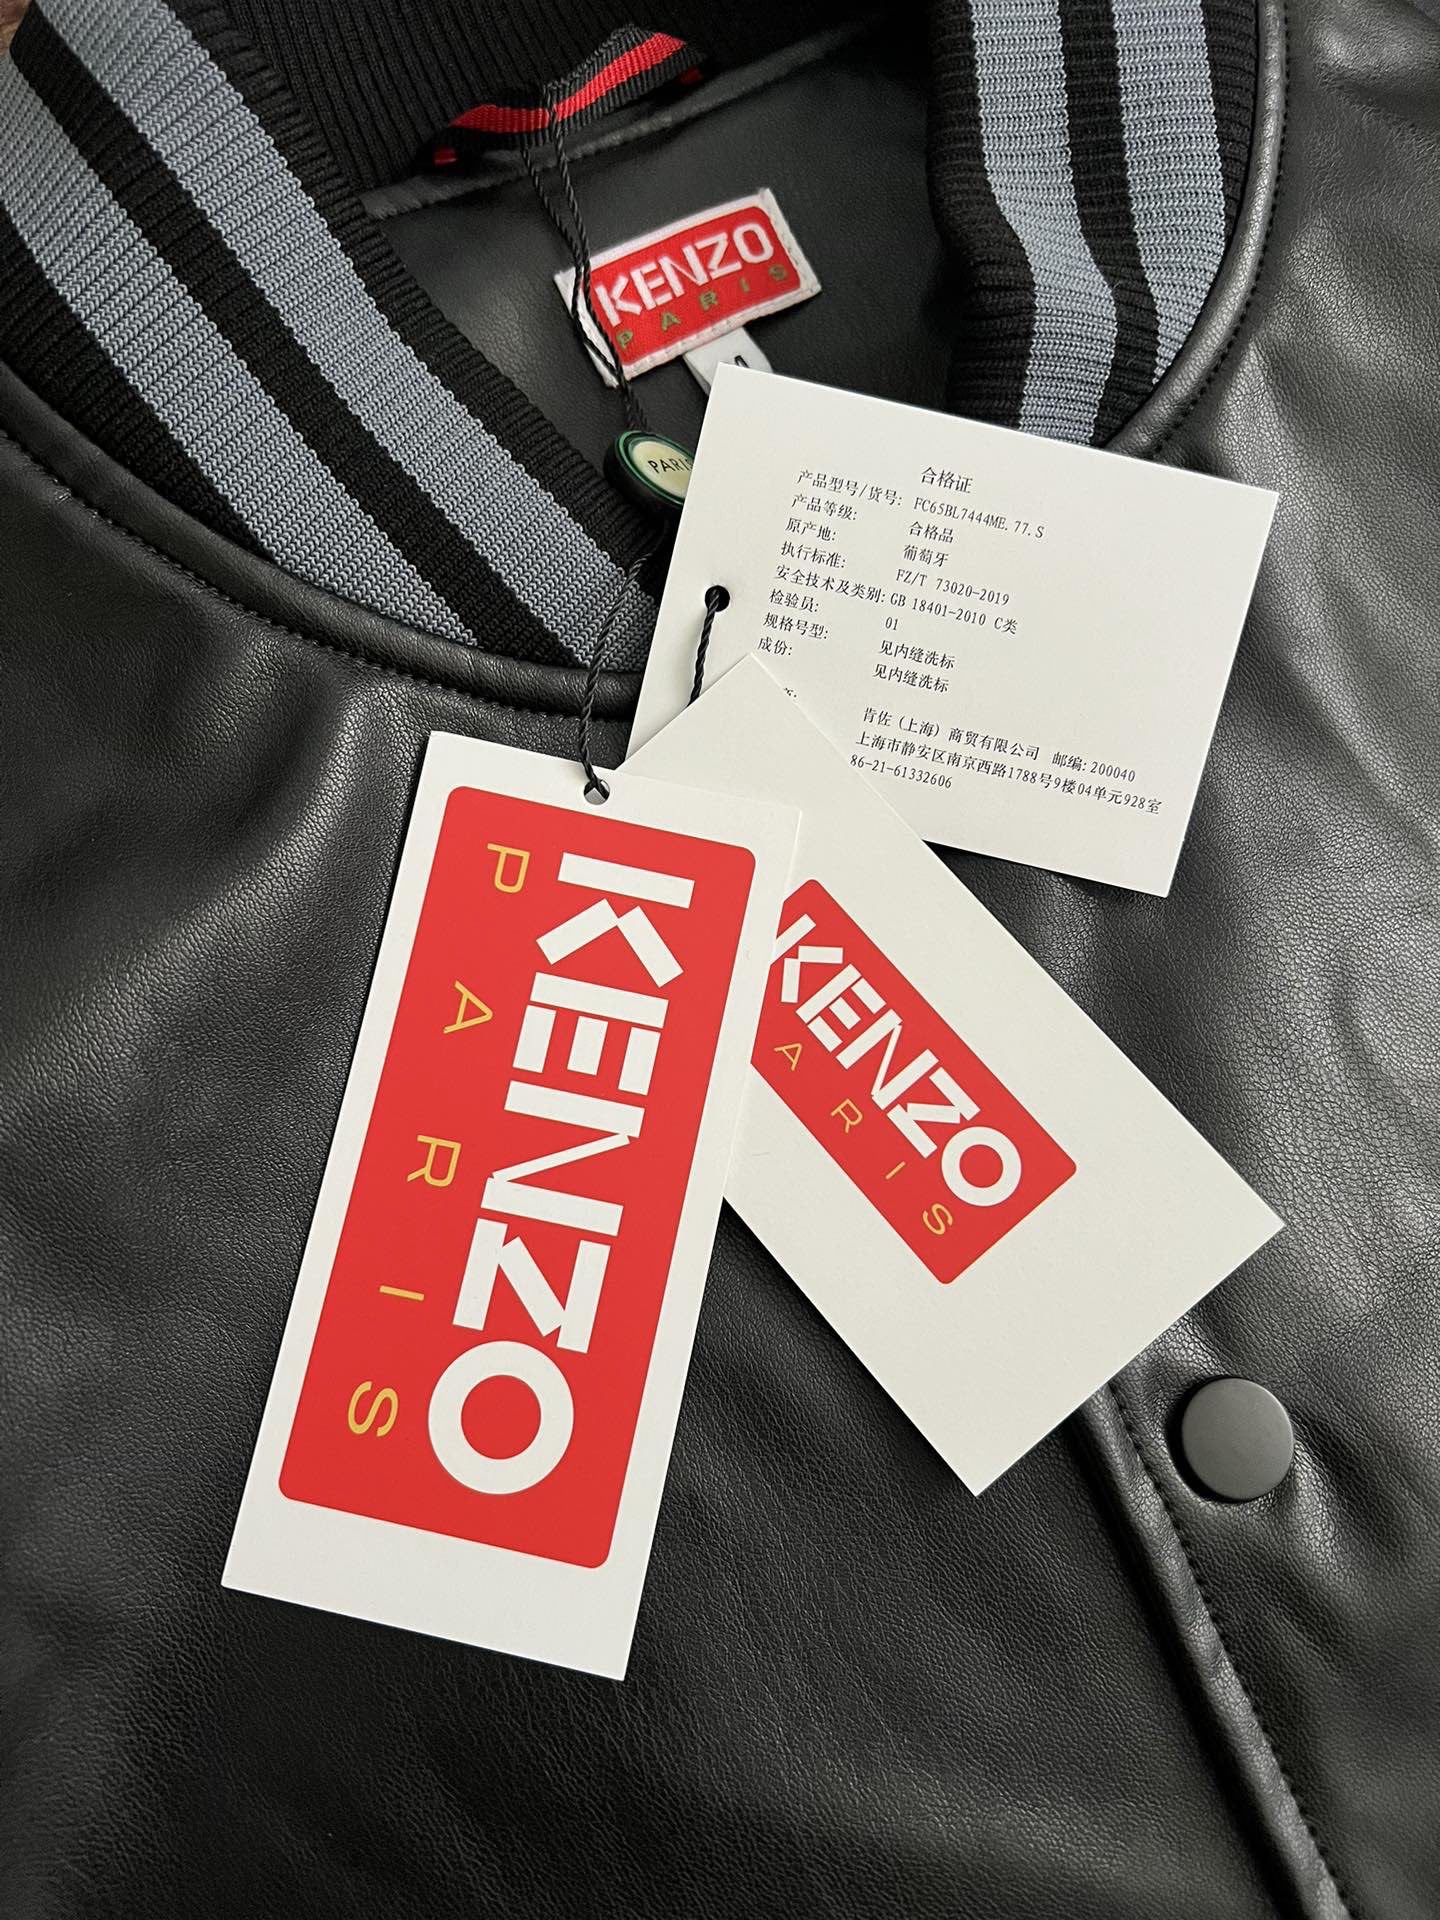 KENZO
PARIS
PARIS
合格证
产品型号/货号: FC65BL7444ME.77.S
产品等级: 合格品
原产地: 葡萄牙
执行标准: FZ/T 73020-2019
安全技术及类别: GB 18401-2010 C类
检验员: 01
规格号型: 见内缝洗标
成份: 见内缝洗标
肯佐（上海）商贸有限公司 邮编:200040
上海市静安区南京西路1788号9楼04单元928室
86-21-61332606
KENZO
PARIS
KENZO
ARIS